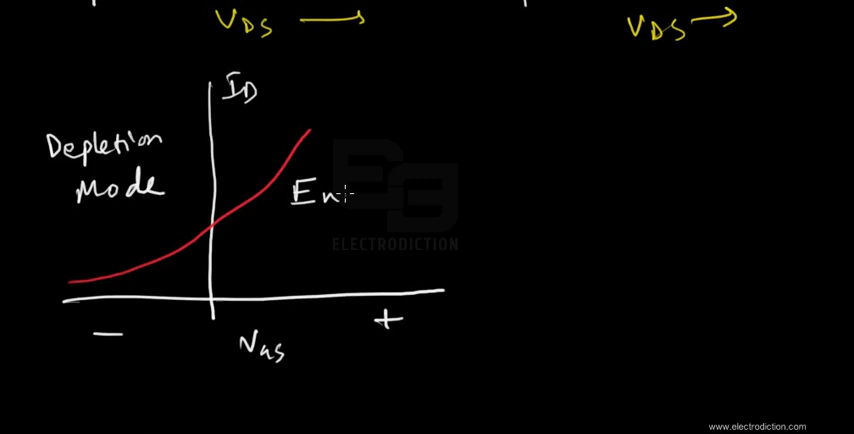 VDS
VDS
ID
Depletion
Mode
En
ELECTRODICTION
−
+
VGS
www.electrodiction.com